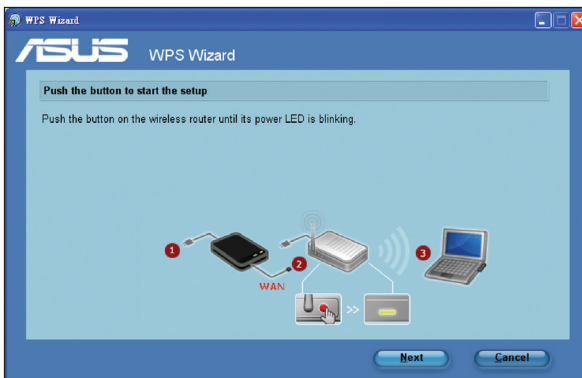 WPS Wizard
ASUS WPS Wizard
Push the button to start the setup
Push the button on the wireless router until its power LED is blinking.
1
2
3
WAN
>>
Next
Cancel